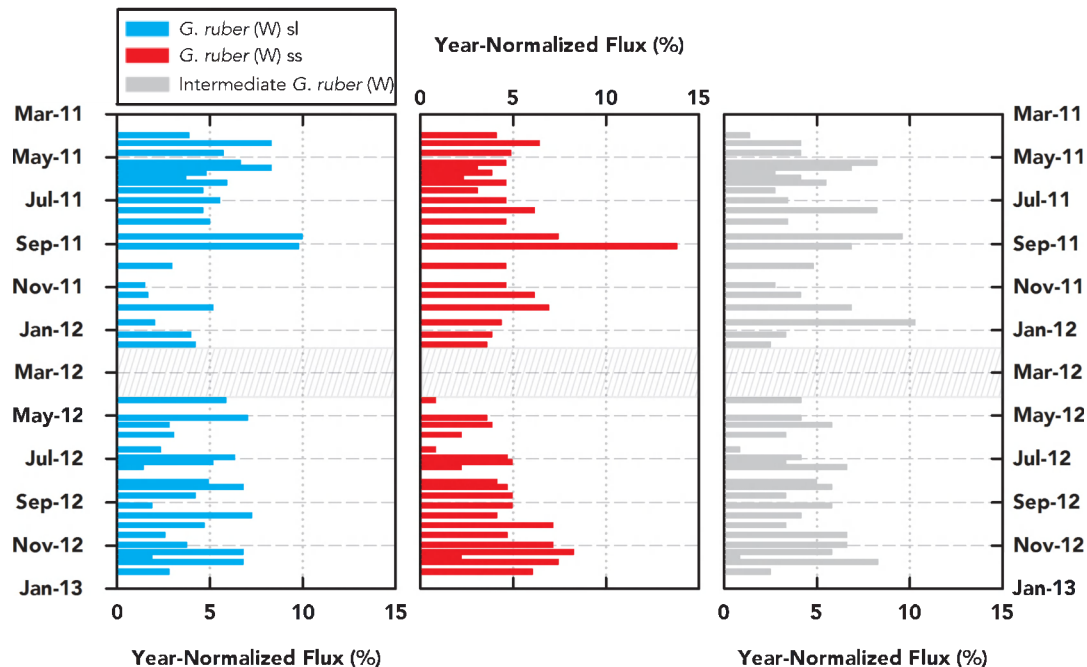 G. ruber (W) sl
G. ruber (W) ss
Intermediate G. ruber (W)
Year-Normalized Flux (%)
0 5 10 15
Mar-11
May-11
Jul-11
Sep-11
Nov-11
Jan-12
Mar-12
May-12
Jul-12
Sep-12
Nov-12
Jan-13
Mar-11
May-11
Jul-11
Sep-11
Nov-11
Jan-12
Mar-12
May-12
Jul-12
Sep-12
Nov-12
Jan-13
0 5 10 15
0 5 10 15
Year-Normalized Flux (%)
Year-Normalized Flux (%)